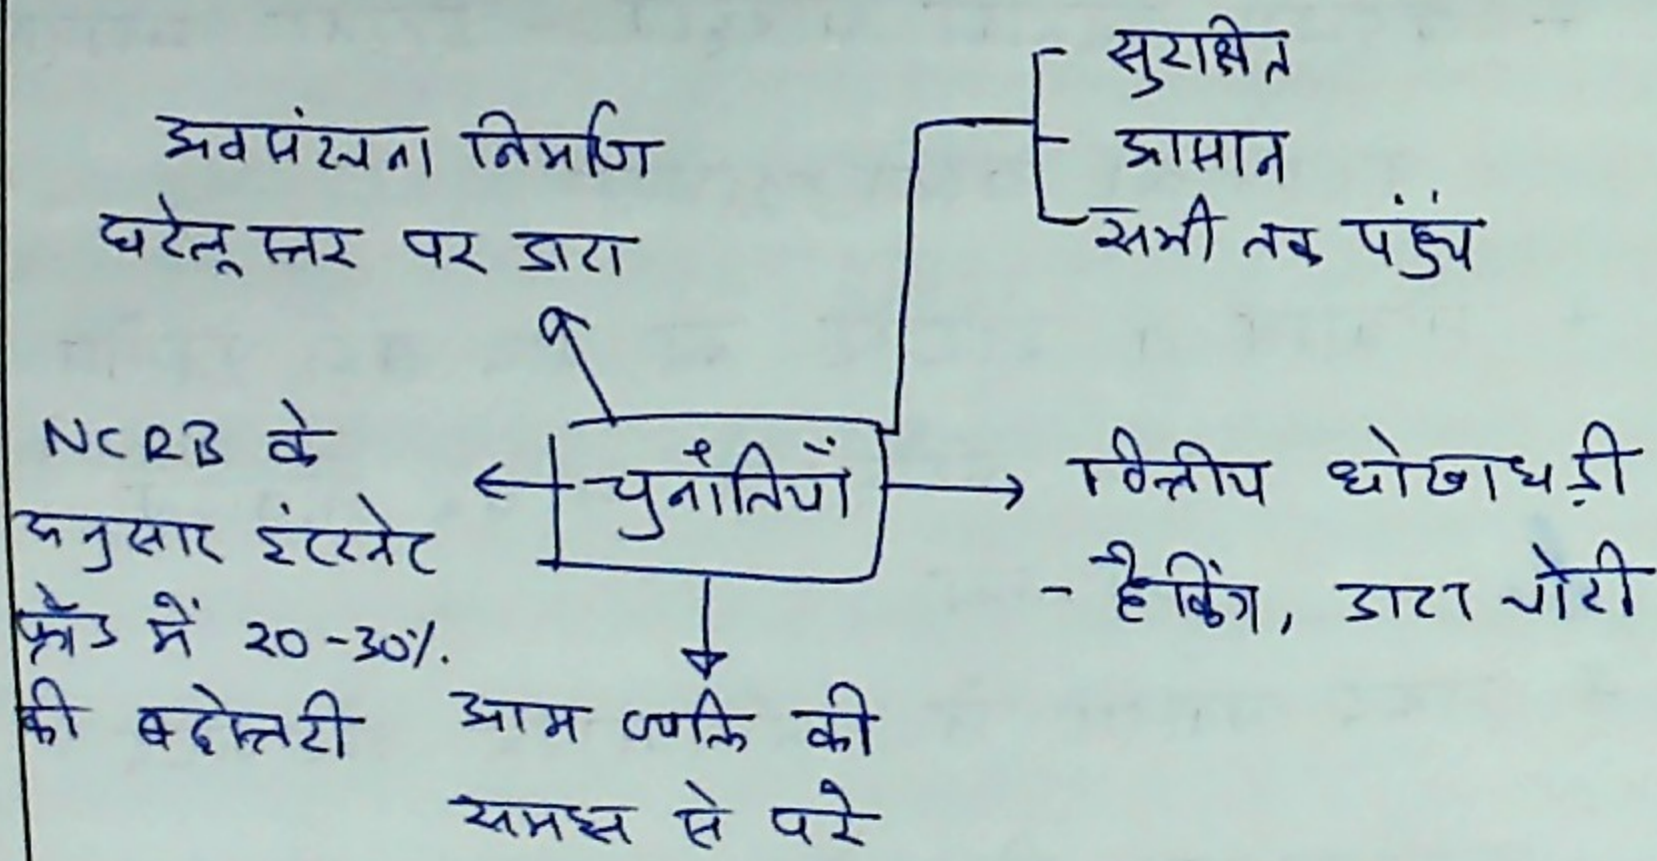 सुरक्षित
आसान
सभी तक पंहुंच
अवसंरचना निर्माण
घरेलू स्तर पर डाटा
चुनौतियाँ
वित्तीय धोखाधड़ी
- हैकिंग, डाटा चोरी
NCRB के
अनुसार इंटरनेट
फ्रॉड में 20-30%.
की बढ़ोत्तरी
आम व्यक्ति की
समझ से परे